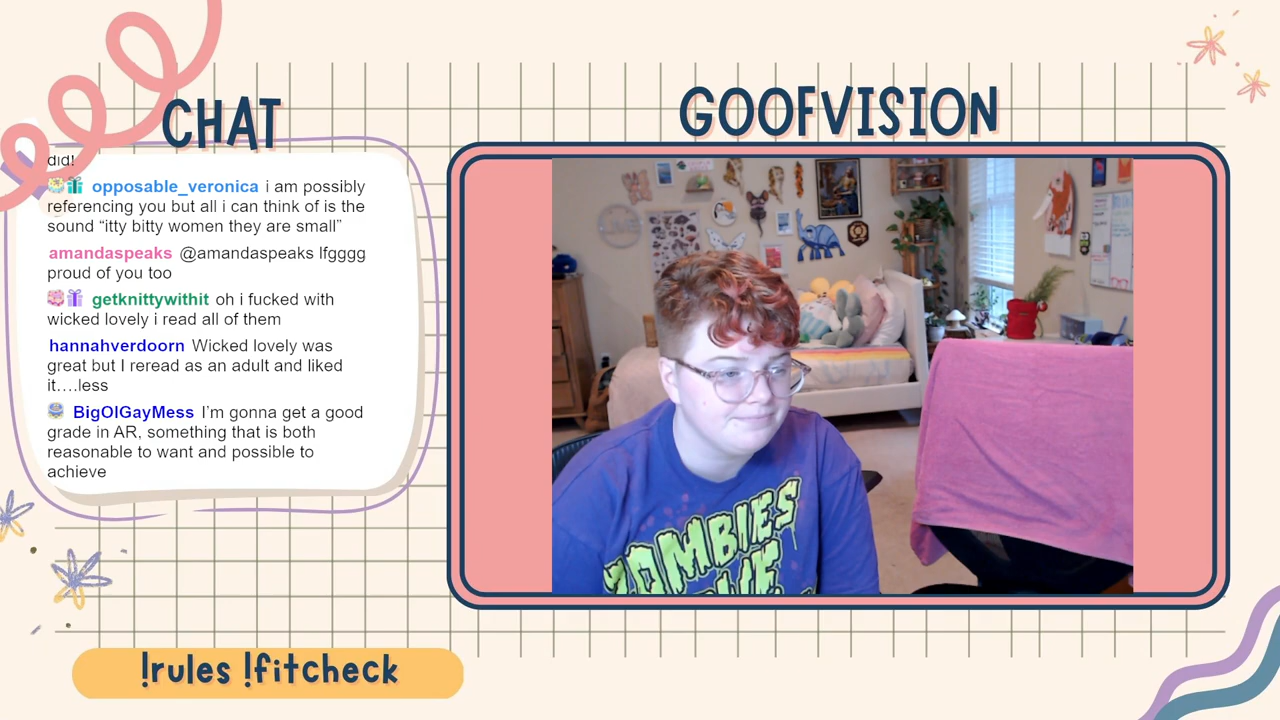 CHAT
GOOFVISION
did!
opposable_veronica i am possibly
referencing you but all i can think of is the
sound “itty bitty women they are small”
amandaspeaks @amandaspeaks lfgggg
proud of you too
getknittywithit oh i fucked with
wicked lovely i read all of them
hannahverdoorn Wicked lovely was
great but I reread as an adult and liked
it....less
BigOlGayMess I'm gonna get a good
grade in AR, something that is both
reasonable to want and possible to
achieve
ZOMBIES
!rules !fitcheck